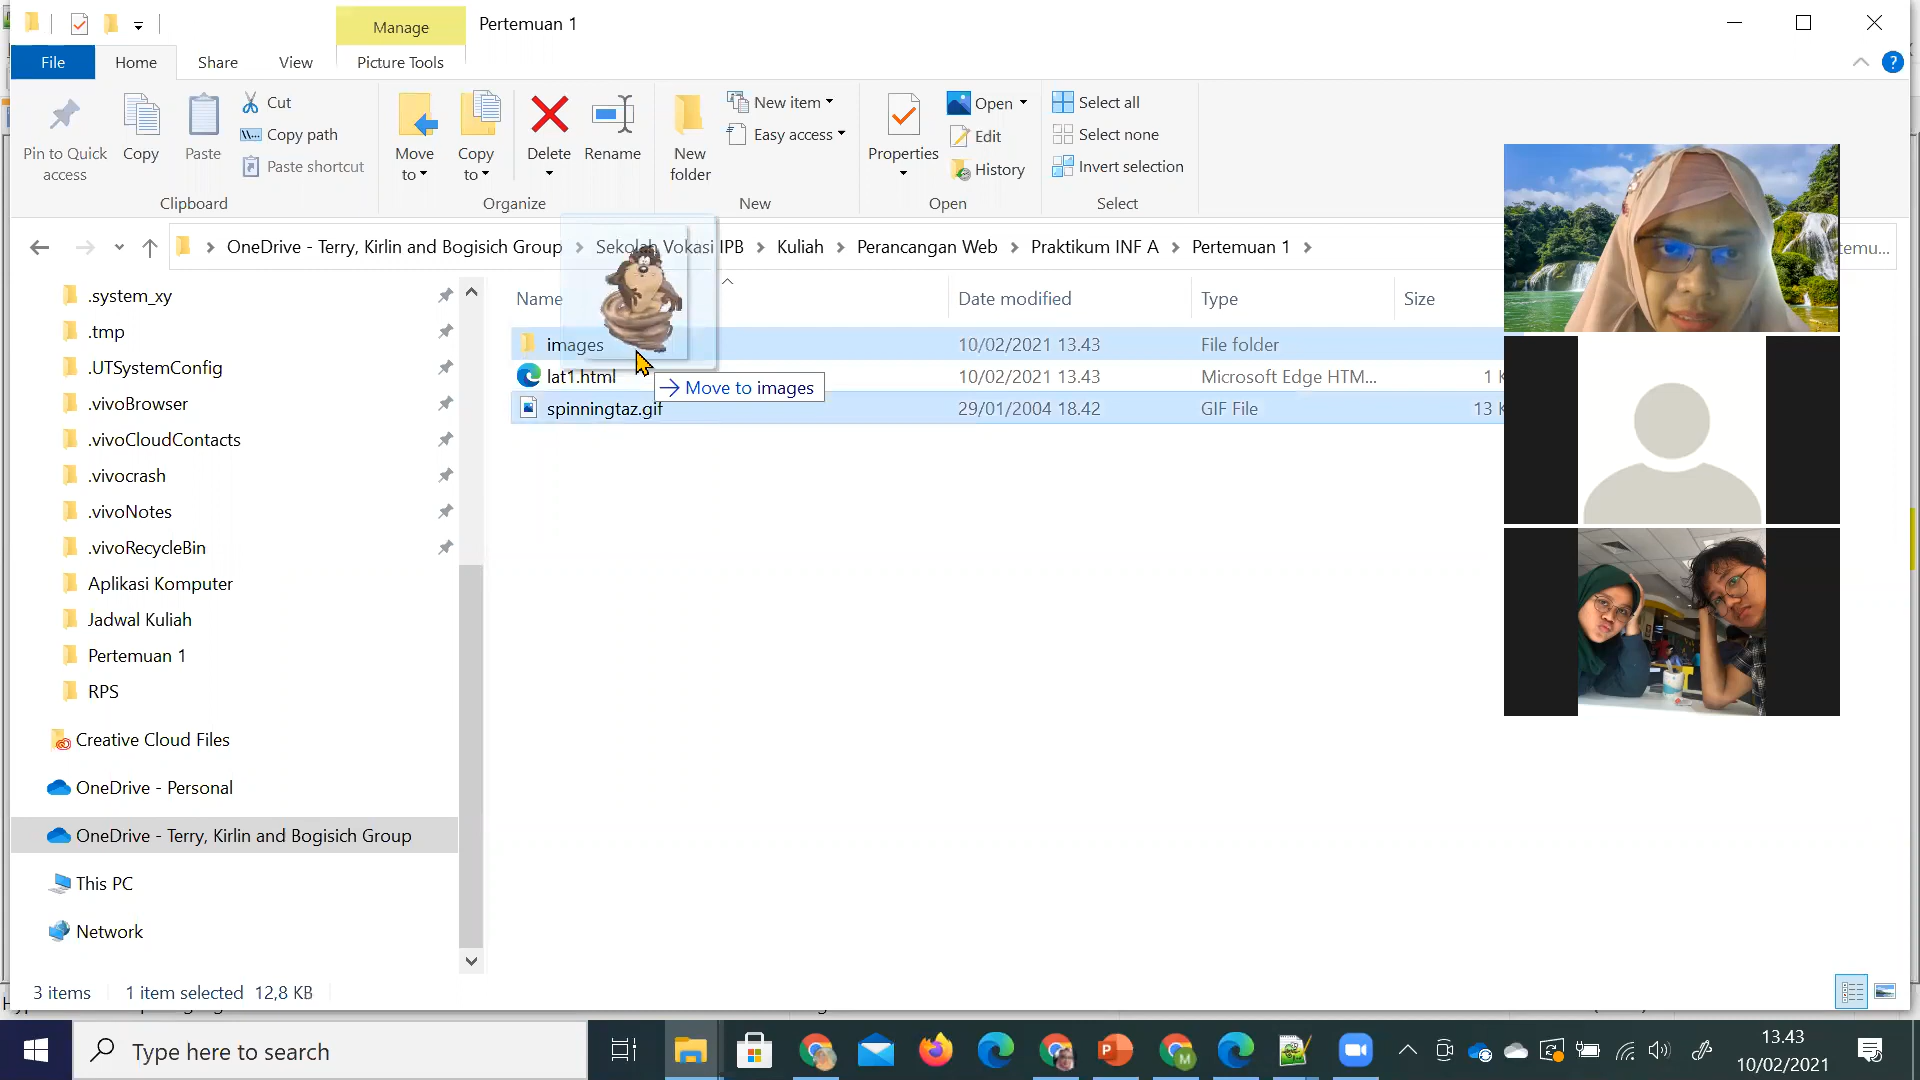 Manage
Pertemuan 1
File
Home
Share
View
Picture Tools
Pin to Quick access
Copy
Paste
Cut
Copy path
Paste shortcut
Clipboard
Move to
Copy to
Delete
Rename
Organize
New folder
New item
Easy access
New
Properties
Open
Edit
History
Open
Select all
Select none
Invert selection
Select
OneDrive - Terry, Kirlin and Bogisich Group
Sekolah Vokasi IPB
Kuliah
Perancangan Web
Praktikum INF A
Pertemuan 1
temu...
Name
Date modified
Type
Size
images
10/02/2021 13.43
File folder
lat1.html
10/02/2021 13.43
Microsoft Edge HTM...
1
Move to images
spinningtaz.gif
29/01/2004 18.42
GIF File
13
.system_xy
.tmp
.UTSystemConfig
.vivoBrowser
.vivoCloudContacts
.vivocrash
.vivoNotes
.vivoRecycleBin
Aplikasi Komputer
Jadwal Kuliah
Pertemuan 1
RPS
Creative Cloud Files
OneDrive - Personal
OneDrive - Terry, Kirlin and Bogisich Group
This PC
Network
3 items
1 item selected 12,8 KB
Type here to search
13.43
10/02/2021